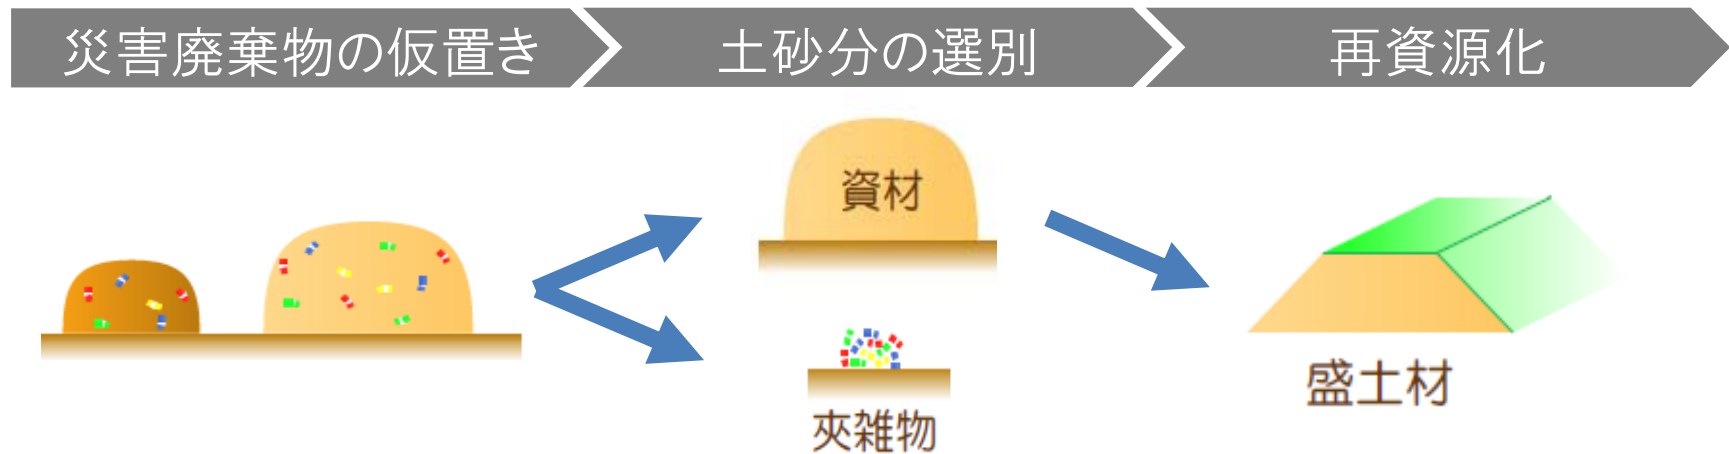 災害廃棄物の仮置き
土砂分の選別
再資源化
資材
夾雑物
盛土材